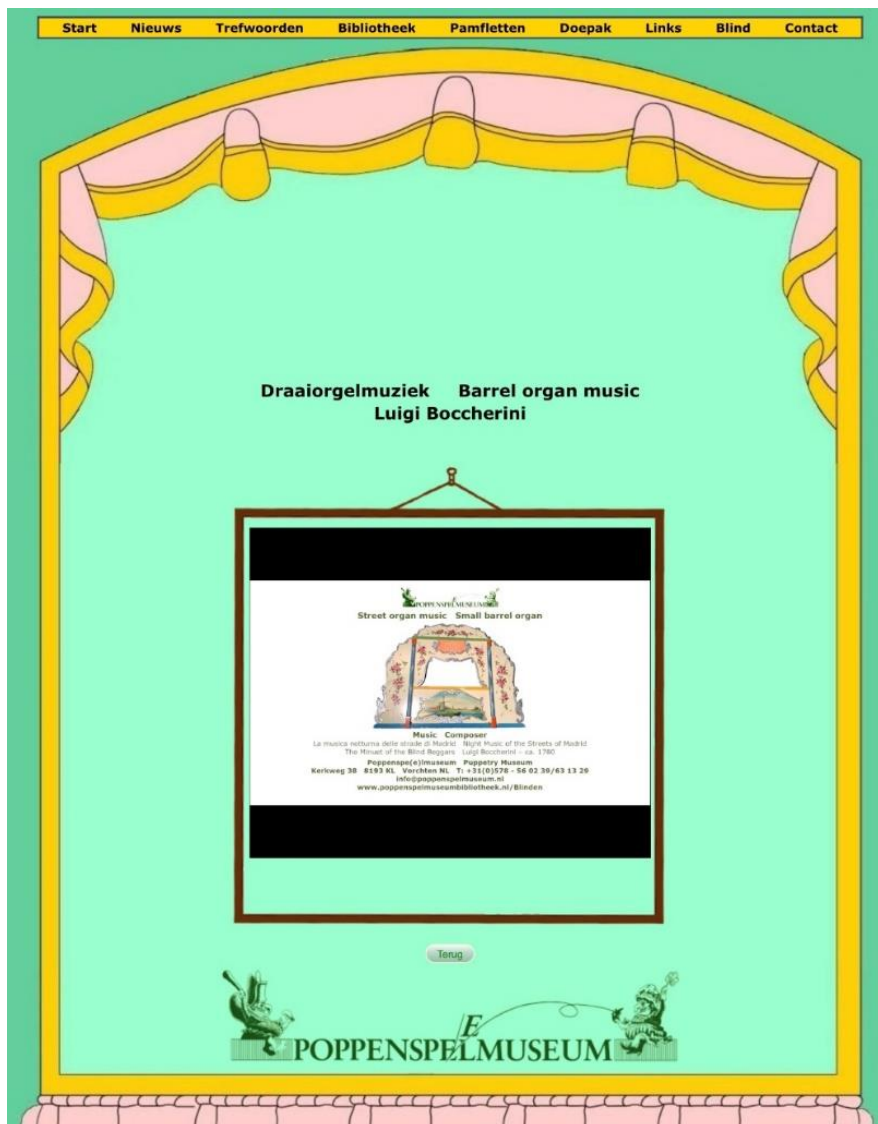 Start Nieuws Trefwoorden Bibliotheek Pamfletten Doepak Links Blind Contact
Draaiorgelmuziek Barrel organ music
Luigi Boccherini
POPPENSPELMUSEUM
Street organ music Small barrel organ
Music Composer
La musica notturna delle strade di Madrid Night Music of the Streets of Madrid
The Minuet of the Blind Beggars Luigi Boccherini - ca. 1780
Poppenspe(e)lmuseum Puppetry Museum
Kerkweg 38 8193 KL Vorchten NL T: +31(0)578 - 56 02 39/63 13 29
info@poppenspelmuseum.nl
www.poppenspelmuseumbibliotheek.nl/Blinden
Terug
E
POPPENSPELMUSEUM